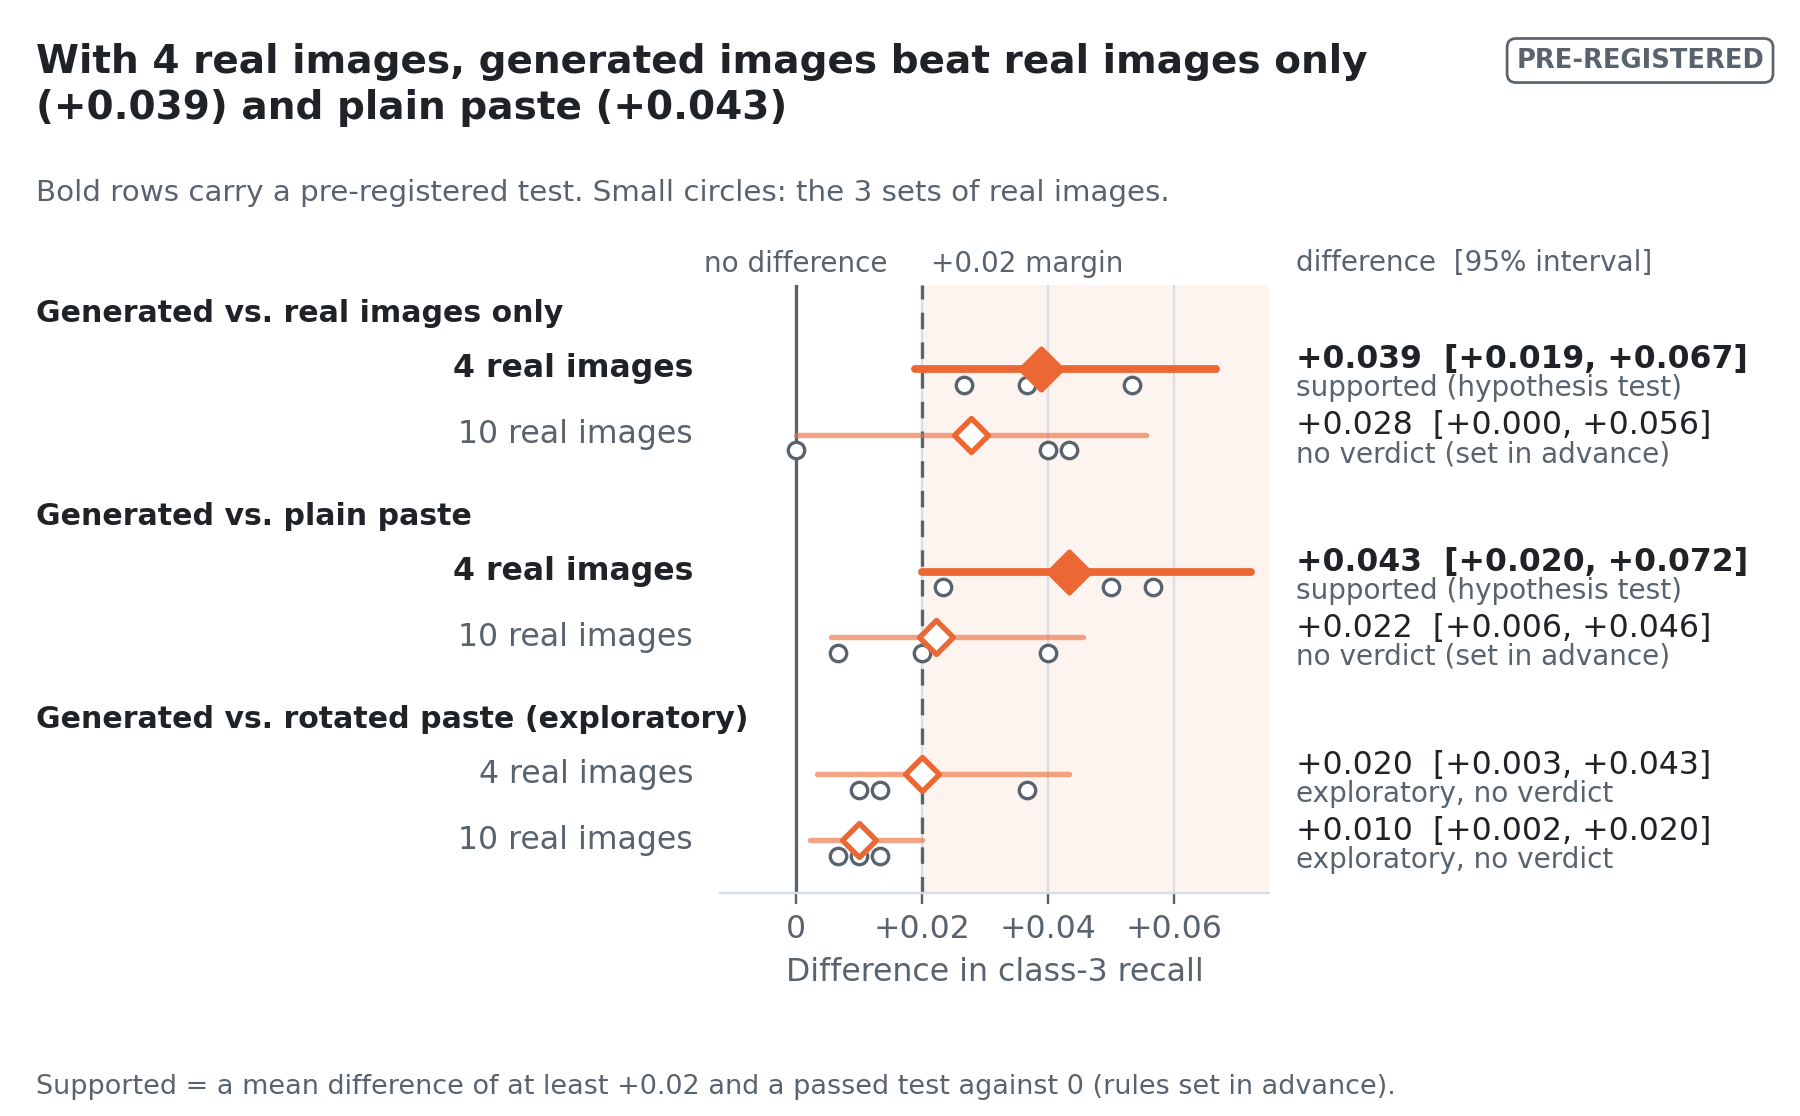 With 4 real images, generated images beat real images only
(+0.039) and plain paste (+0.043)
PRE-REGISTERED
Bold rows carry a pre-registered test. Small circles: the 3 sets of real images.
no difference
+0.02 margin
difference [95% interval]
Generated vs. real images only
4 real images
+0.039 [+0.019, +0.067]
supported (hypothesis test)
10 real images
+0.028 [+0.000, +0.056]
no verdict (set in advance)
Generated vs. plain paste
4 real images
+0.043 [+0.020, +0.072]
supported (hypothesis test)
10 real images
+0.022 [+0.006, +0.046]
no verdict (set in advance)
Generated vs. rotated paste (exploratory)
4 real images
+0.020 [+0.003, +0.043]
exploratory, no verdict
10 real images
+0.010 [+0.002, +0.020]
exploratory, no verdict
0 +0.02 +0.04 +0.06
Difference in class-3 recall
Supported = a mean difference of at least +0.02 and a passed test against 0 (rules set in advance).